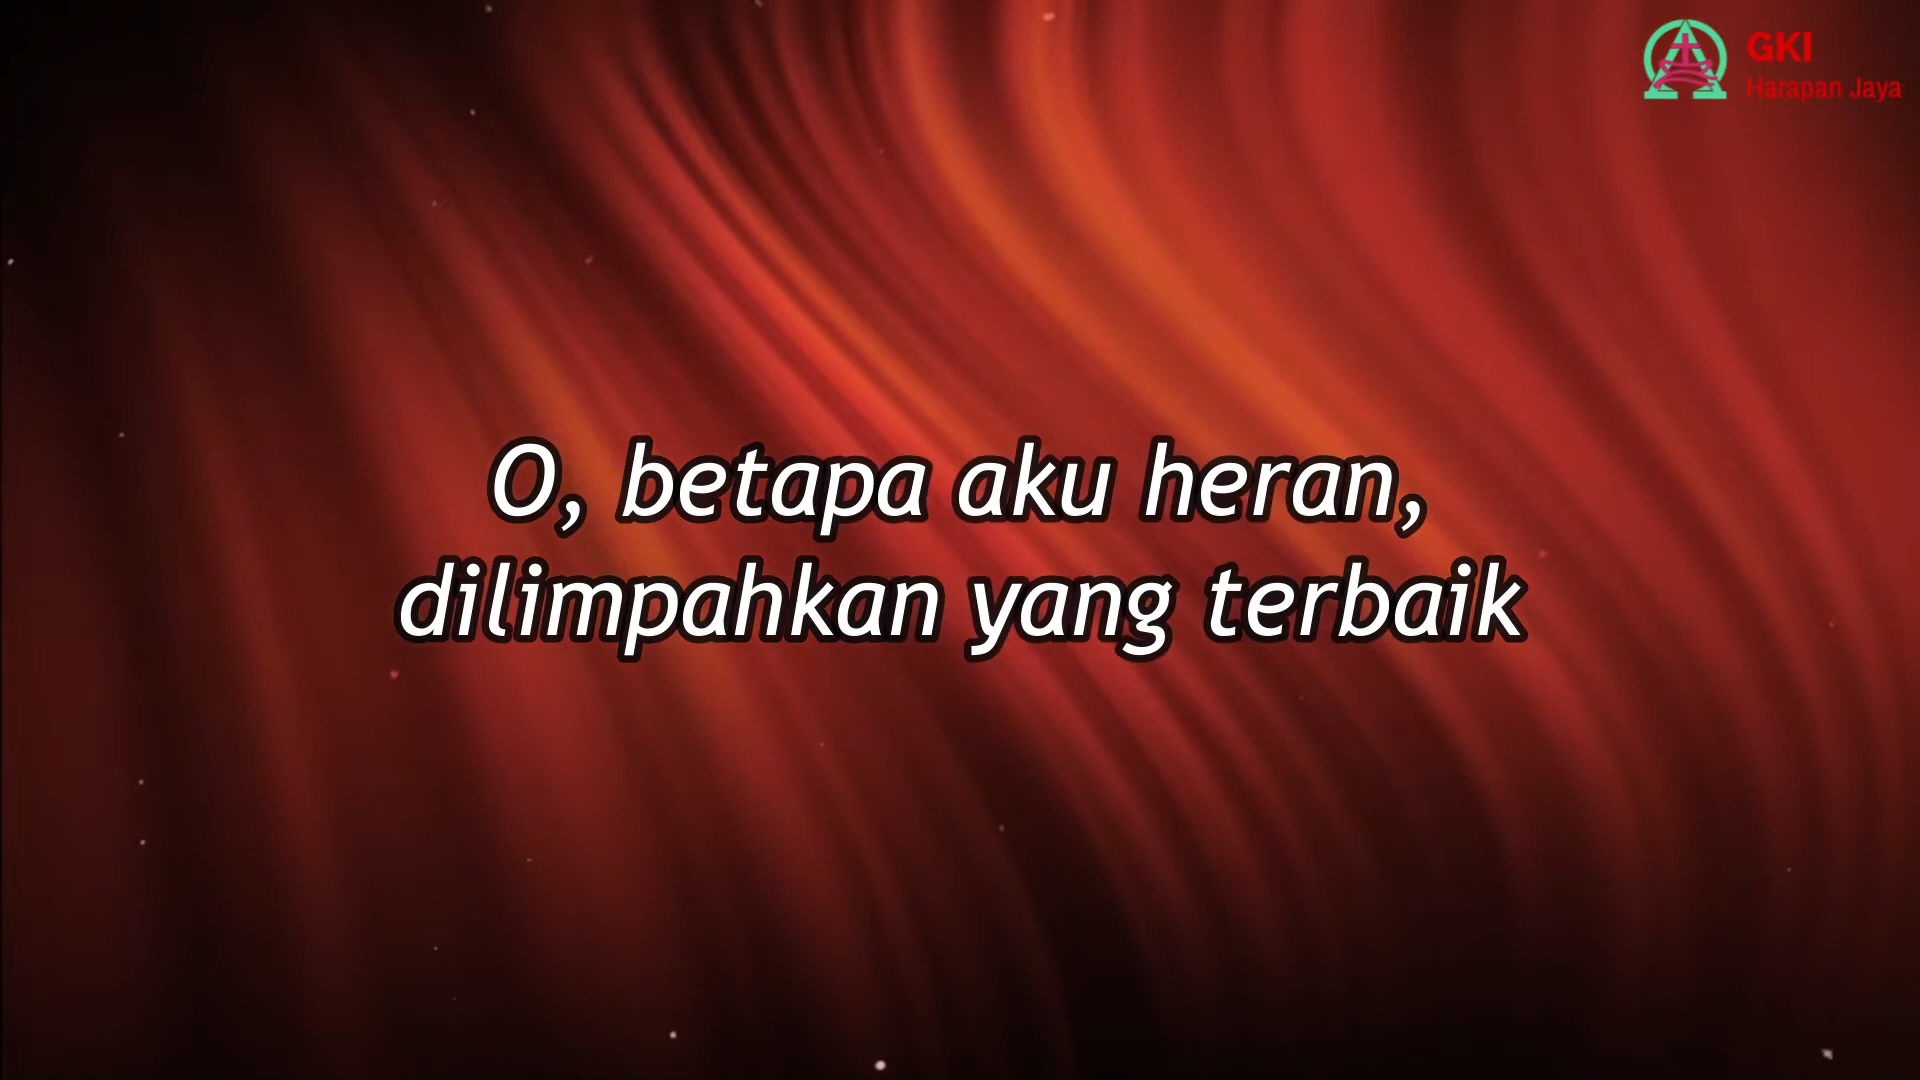 GKI
Harapan Jaya
O, betapa aku heran,
dilimpahkan yang terbaik